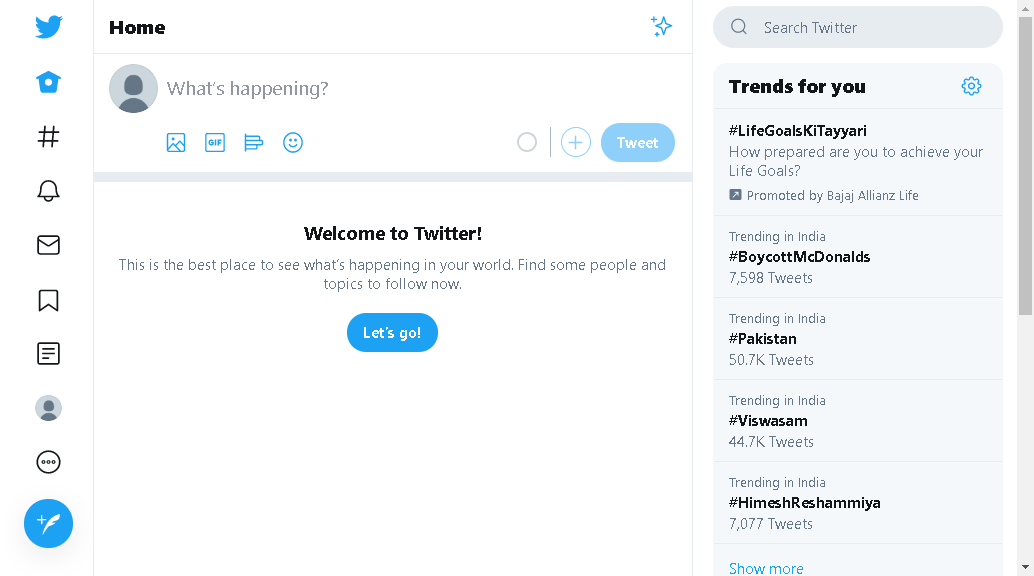 Home
What's happening?
GIF
Tweet
Welcome to Twitter!
This is the best place to see what's happening in your world. Find some people and
topics to follow now.
Let's go!
Search Twitter
Trends for you
#LifeGoalsKiTayyari
How prepared are you to achieve your
Life Goals?
Promoted by Bajaj Allianz Life
Trending in India
#BoycottMcDonalds
7,598 Tweets
Trending in India
#Pakistan
50.7K Tweets
Trending in India
#Viswasam
44.7K Tweets
Trending in India
#HimeshReshammiya
7,077 Tweets
Show more